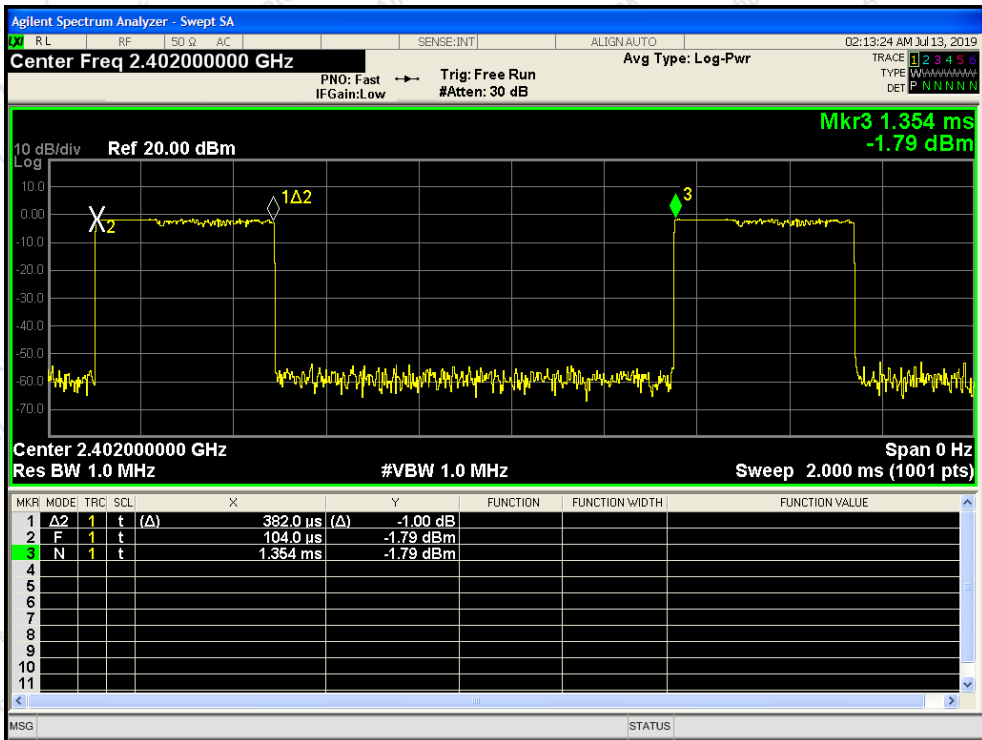 Agilent Spectrum Analyzer - Swept SA
LXI RL RF 50 Ω AC SENSE:INT ALIGN AUTO 02:13:24 AM Jul 13, 2019
Center Freq 2.402000000 GHz
PNO: Fast
IFGain:Low
Trig: Free Run
#Atten: 30 dB
Avg Type: Log-Pwr
TRACE 1 2 3 4 5 6
TYPE W
DET P N N N N N
Mkr3 1.354 ms
-1.79 dBm
10 dB/div Ref 20.00 dBm
Log
10.0
0.00
-10.0
-20.0
-30.0
-40.0
-50.0
-60.0
-70.0
2
1Δ2
3
Center 2.402000000 GHz Span 0 Hz
Res BW 1.0 MHz #VBW 1.0 MHz Sweep 2.000 ms (1001 pts)
MKR MODE TRC SCL X Y FUNCTION FUNCTION WIDTH FUNCTION VALUE
1 Δ2 1 t (Δ) 382.0 µs (Δ) -1.00 dB
2 F 1 t 104.0 µs -1.79 dBm
3 N 1 t 1.354 ms -1.79 dBm
4
5
6
7
8
9
10
11
MSG STATUS